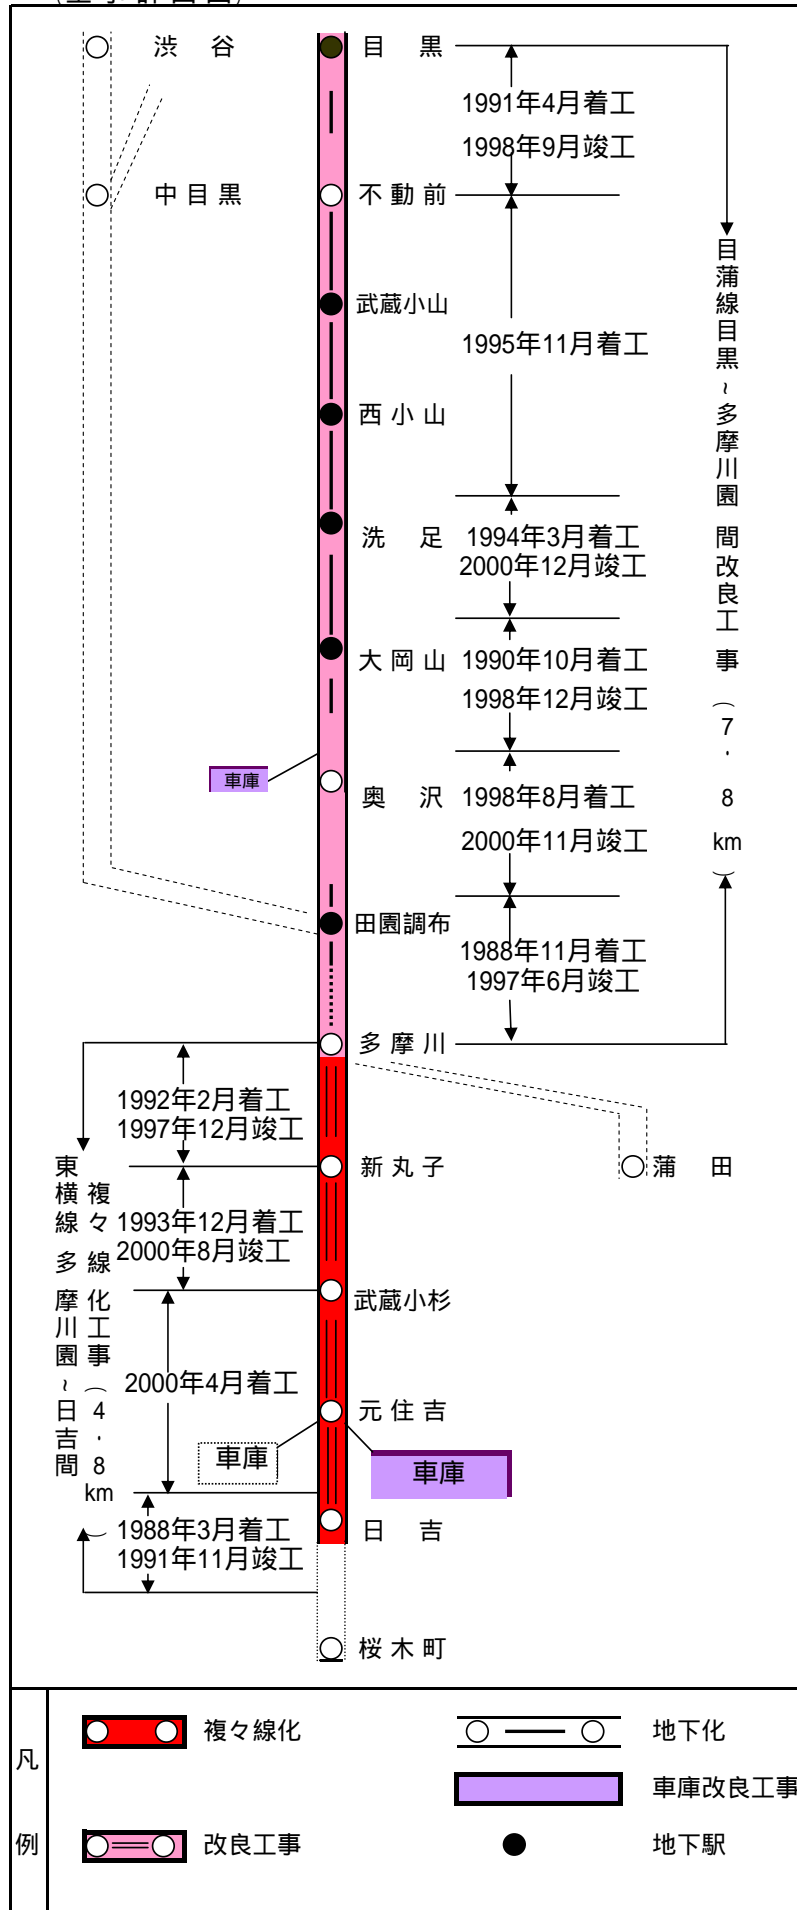 渋谷
目黒
1991年4月着工
1998年9月竣工
中目黒
不動前
目蒲線目黒~多摩川園間改良工事(7.8km)
武蔵小山
1995年11月着工
西小山
洗足
1994年3月着工
2000年12月竣工
大岡山
1990年10月着工
1998年12月竣工
車庫
奥沢
1998年8月着工
2000年11月竣工
田園調布
1988年11月着工
1997年6月竣工
多摩川
1992年2月着工
1997年12月竣工
東横線多摩川園~日吉間
複々線化工事(4.8km)
新丸子
蒲田
1993年12月着工
2000年8月竣工
武蔵小杉
2000年4月着工
元住吉
車庫
車庫
1988年3月着工
1991年11月竣工
日吉
桜木町
凡例
複々線化
地下化
車庫改良工事
改良工事
地下駅